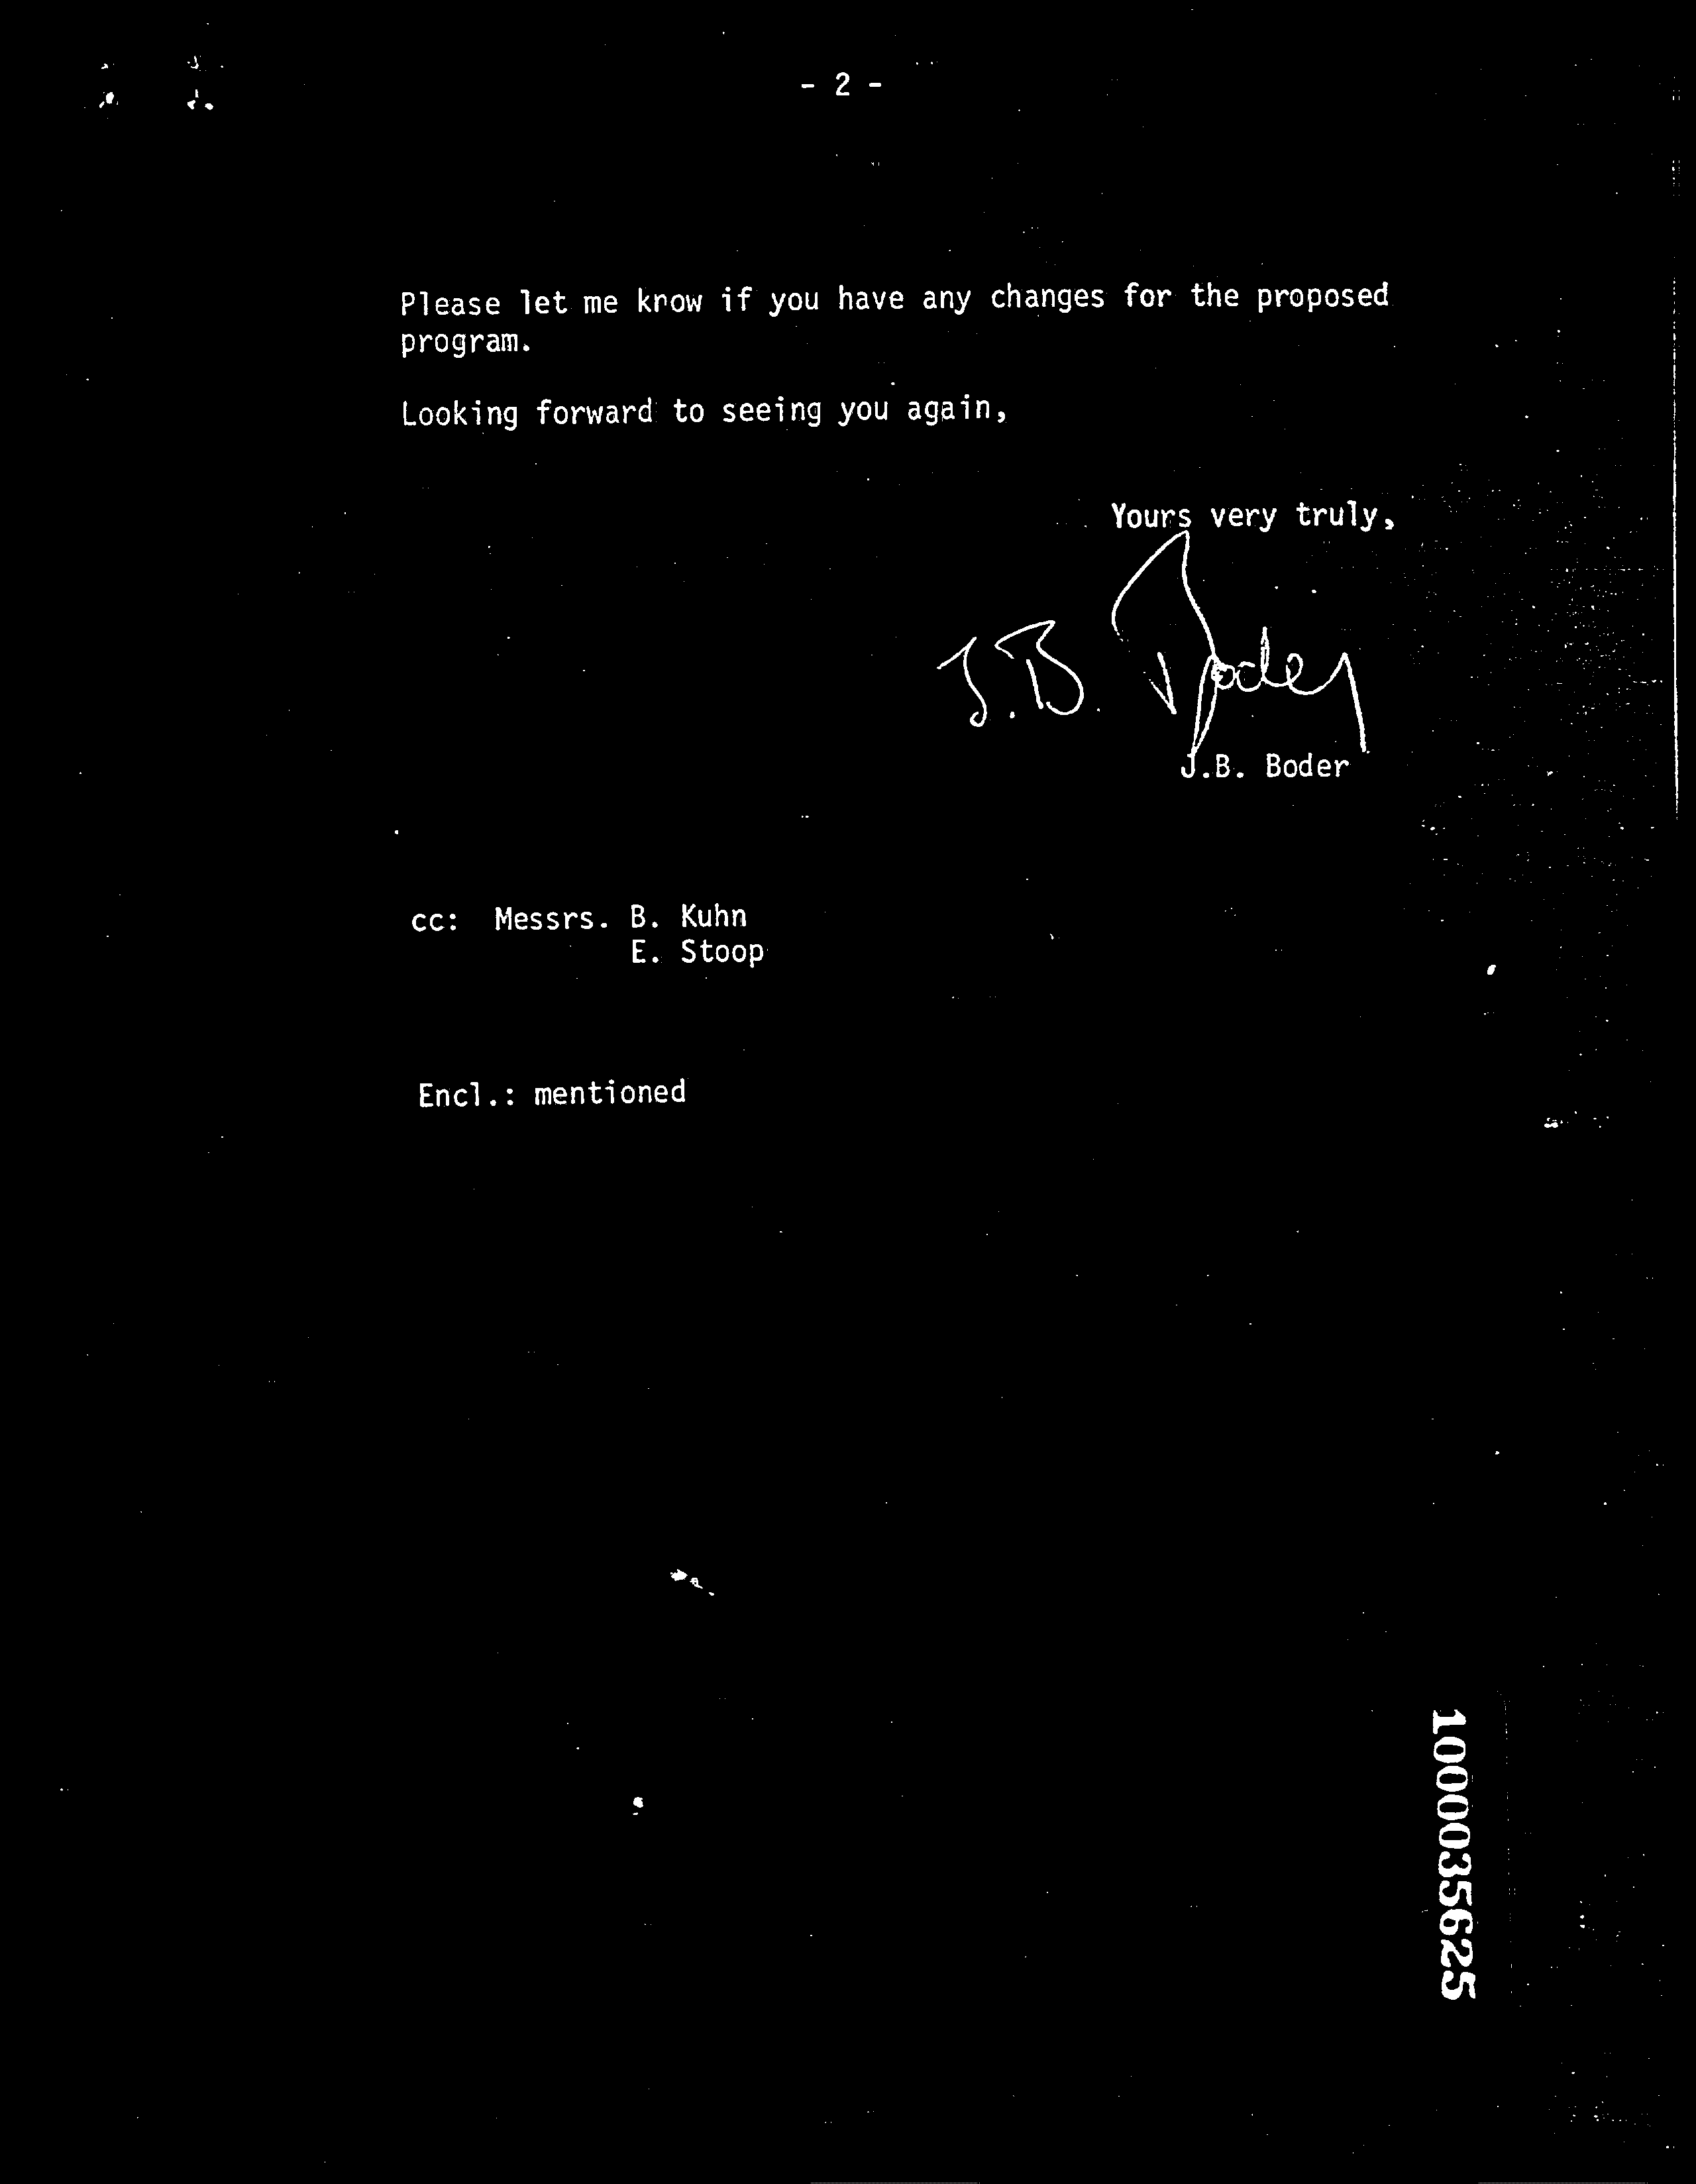 - 2 -
Please let me know if you have any changes for the proposed
program.
Looking forward to seeing you again,
Yours very truly,
J.B. Boder
J.B. Boder
cc: Messrs. B. Kuhn
E. Stoop
Encl.: mentioned
1000035625